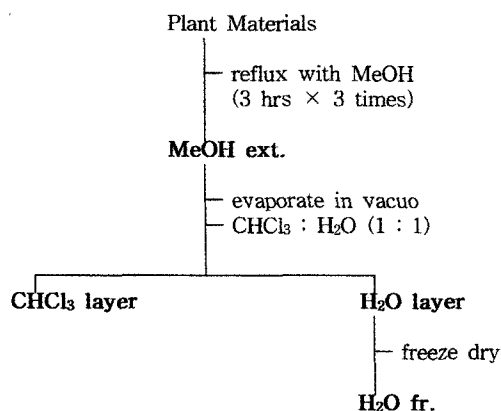 Plant Materials
reflux with MeOH
(3 hrs × 3 times)
MeOH ext.
evaporate in vacuo
CHCl₃ : H₂O (1 : 1)
CHCl₃ layer
H₂O layer
freeze dry
H₂O fr.